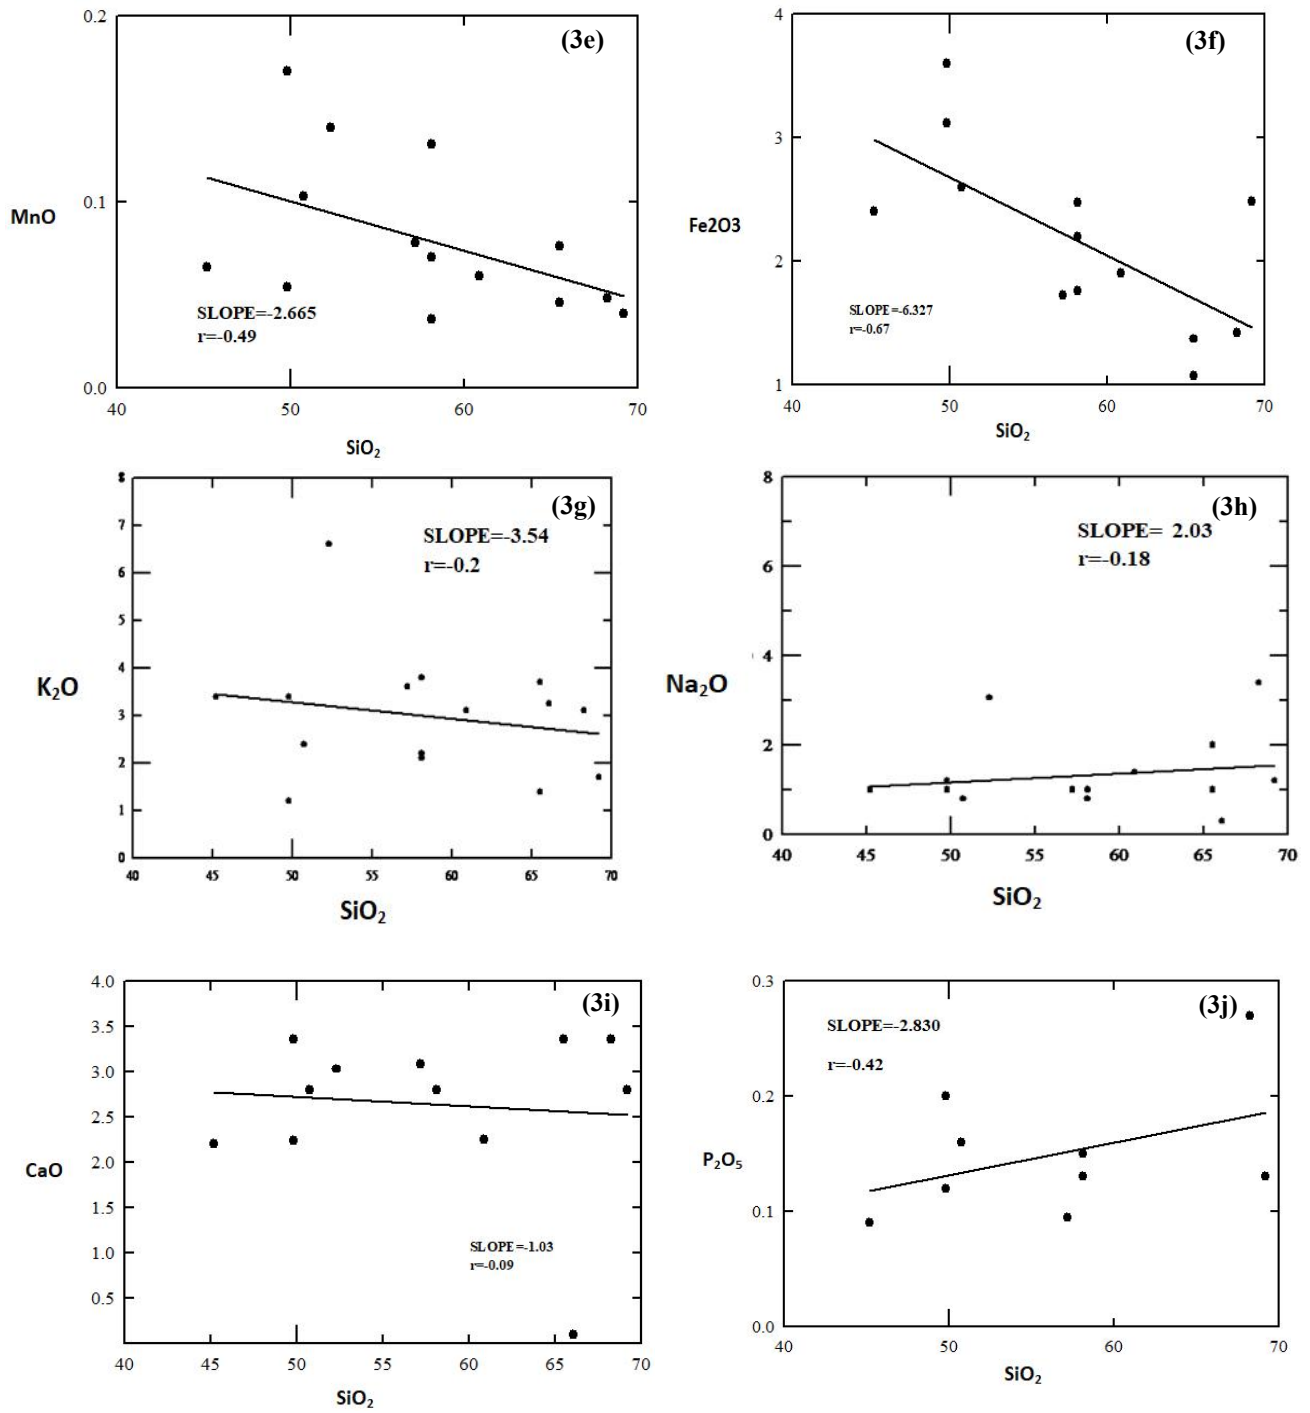 (3e)
0.2
0.1
0.0
MnO
SLOPE=-2.665
r=-0.49
40 50 60 70
SiO₂
(3f)
4
3
2
1
Fe2O3
SLOPE=-6.327
r=-0.67
40 50 60 70
SiO₂
(3g)
8
7
6
5
4
3
2
1
0
K₂O
SLOPE=-3.54
r=-0.2
40 45 50 55 60 65 70
SiO₂
(3h)
8
6
4
2
0
Na₂O
SLOPE= 2.03
r=-0.18
40 45 50 55 60 65 70
SiO₂
(3i)
4.0
3.5
3.0
2.5
2.0
1.5
1.0
0.5
CaO
SLOPE=-1.03
r=-0.09
40 45 50 55 60 65 70
SiO₂
(3j)
0.3
0.2
0.1
0.0
P₂O₅
SLOPE=-2.830
r=-0.42
40 50 60 70
SiO₂